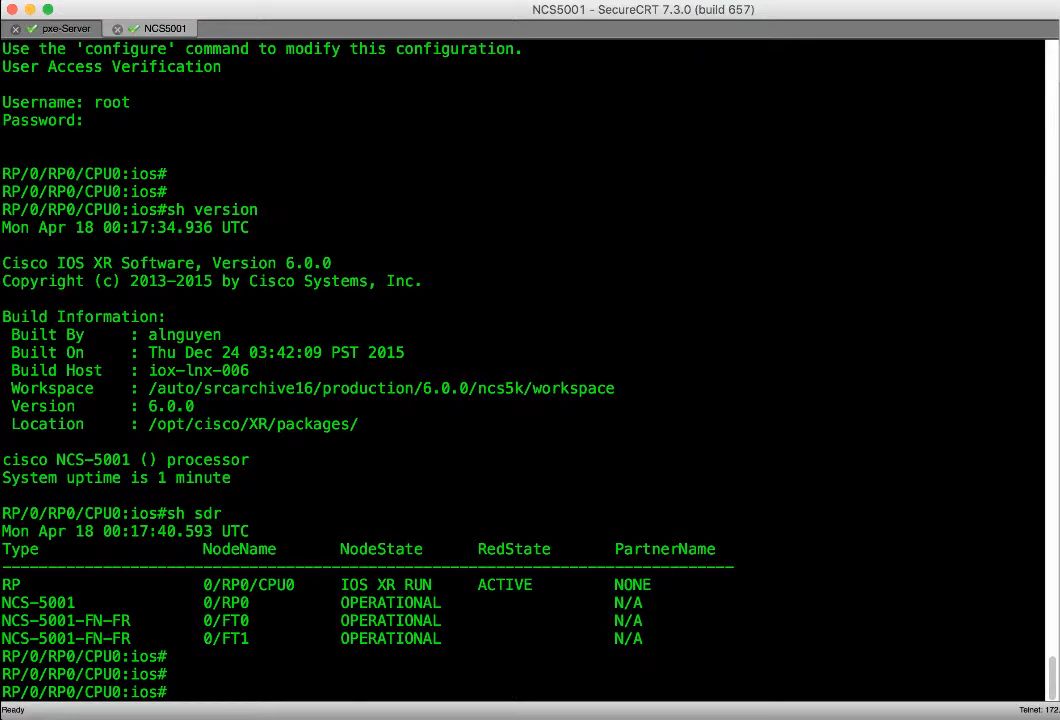 NCS5001 - SecureCRT 7.3.0 (build 657)
pxe-Server NCS5001
Use the 'configure' command to modify this configuration.
User Access Verification
Username: root
Password:
RP/0/RP0/CPU0:ios#
RP/0/RP0/CPU0:ios#
RP/0/RP0/CPU0:ios#sh version
Mon Apr 18 00:17:34.936 UTC
Cisco IOS XR Software, Version 6.0.0
Copyright (c) 2013-2015 by Cisco Systems, Inc.
Build Information:
Built By : alnguyen
Built On : Thu Dec 24 03:42:09 PST 2015
Build Host : iox-lnx-006
Workspace : /auto/srcarchive16/production/6.0.0/ncs5k/workspace
Version : 6.0.0
Location : /opt/cisco/XR/packages/
cisco NCS-5001 () processor
System uptime is 1 minute
RP/0/RP0/CPU0:ios#sh sdr
Mon Apr 18 00:17:40.593 UTC
Type NodeName NodeState RedState PartnerName
--------------------------------------------------------------------------------
RP 0/RP0/CPU0 IOS XR RUN ACTIVE NONE
NCS-5001 0/RP0 OPERATIONAL N/A
NCS-5001-FN-FR 0/FT0 OPERATIONAL N/A
NCS-5001-FN-FR 0/FT1 OPERATIONAL N/A
RP/0/RP0/CPU0:ios#
RP/0/RP0/CPU0:ios#
RP/0/RP0/CPU0:ios#
Ready Telnet: 172